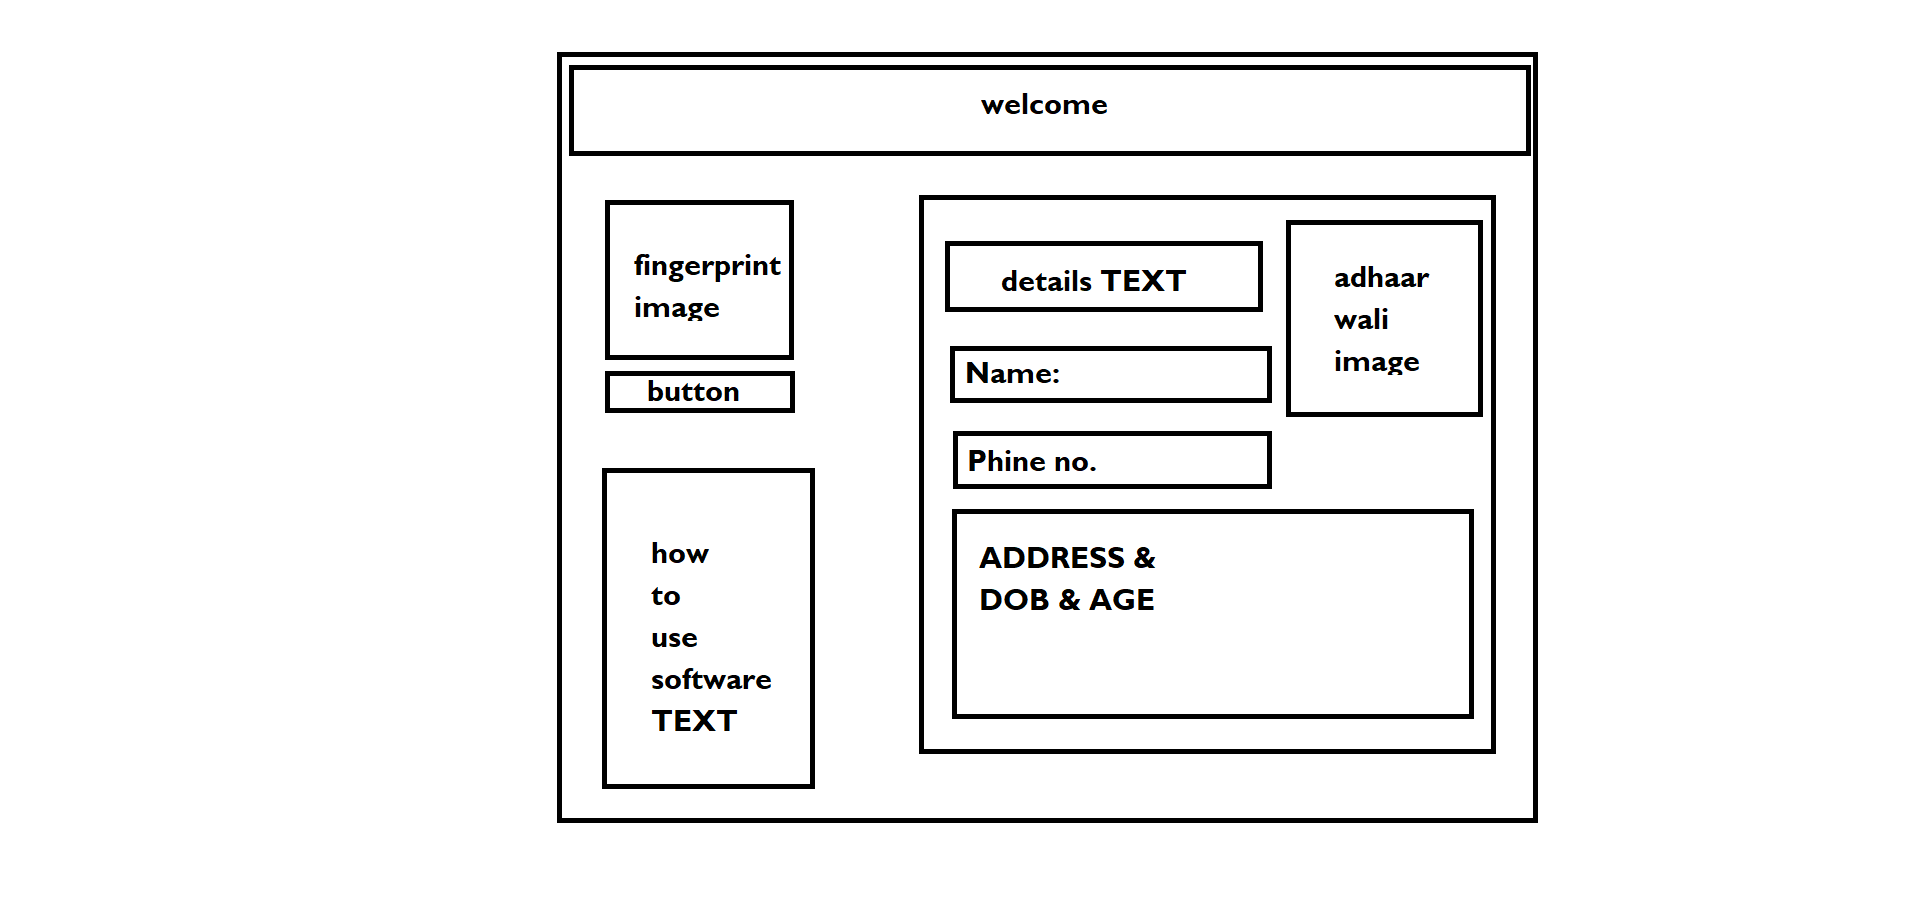 welcome
fingerprint
image
button
how
to
use
software
TEXT
details TEXT
Name:
Phine no.
adhaar
wali
image
ADDRESS &
DOB & AGE